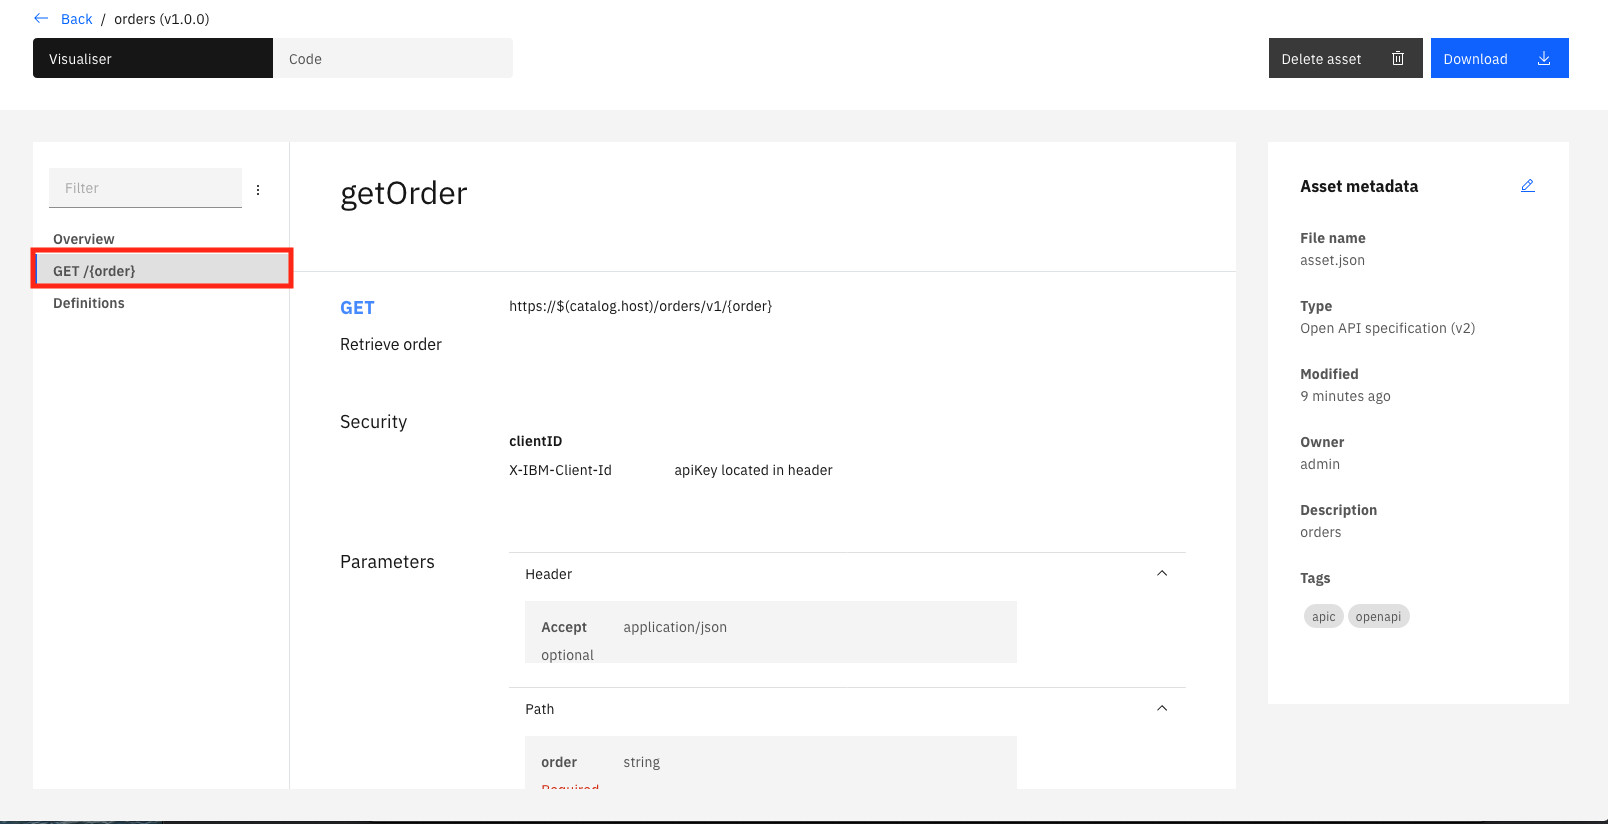 Back / orders (v1.0.0)
Visualiser
Code
Delete asset
Download
Filter
Overview
GET /{order}
Definitions
getOrder
GET
https://$(catalog.host)/orders/v1/{order}
Retrieve order
Security
clientID
X-IBM-Client-Id
apiKey located in header
Parameters
Header
Accept
application/json
optional
Path
order
string
Required
Asset metadata
File name
asset.json
Type
Open API specification (v2)
Modified
9 minutes ago
Owner
admin
Description
orders
Tags
apic
openapi